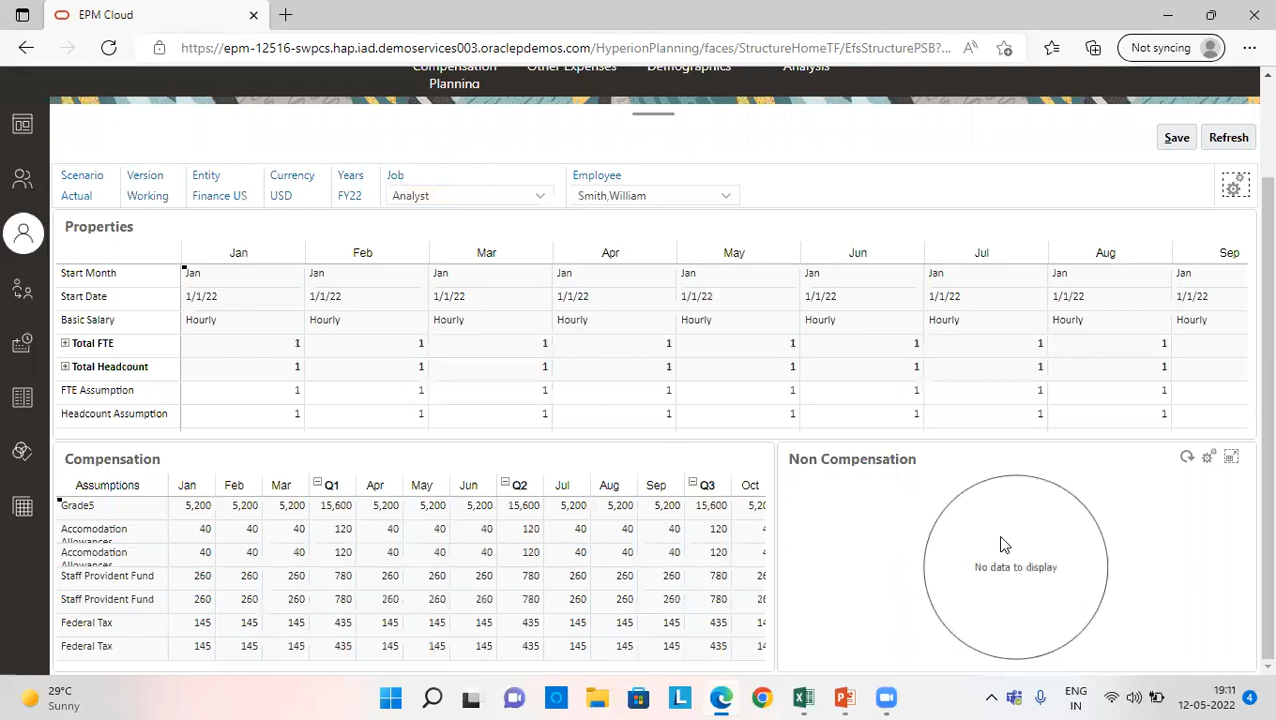 EPM Cloud
https://epm-12516-swpcs.hap.iad.demoservices003.oraclepdemos.com/HyperionPlanning/faces/StructureHomeTF/EfsStructurePSB?...
Not syncing
Compensation Planning
Other Expenses
Demographics
Analysis
Save
Refresh
Scenario Version Entity Currency Years Job Employee
Actual Working Finance US USD FY22 Analyst Smith,William
Properties
Jan Feb Mar Apr May Jun Jul Aug Sep
Start Month Jan Jan Jan Jan Jan Jan Jan Jan Jan
Start Date 1/1/22 1/1/22 1/1/22 1/1/22 1/1/22 1/1/22 1/1/22 1/1/22 1/1/22
Basic Salary Hourly Hourly Hourly Hourly Hourly Hourly Hourly Hourly Hourly
Total FTE 1 1 1 1 1 1 1 1
Total Headcount 1 1 1 1 1 1 1 1
FTE Assumption 1 1 1 1 1 1 1 1
Headcount Assumption 1 1 1 1 1 1 1 1
Compensation
Assumptions Jan Feb Mar Q1 Apr May Jun Q2 Jul Aug Sep Q3 Oct
Grade5 5,200 5,200 5,200 15,600 5,200 5,200 5,200 15,600 5,200 5,200 5,200 15,600 5,20
Accomodation Allowances 40 40 40 120 40 40 40 120 40 40 40 120 4
Accomodation Allowances 40 40 40 120 40 40 40 120 40 40 40 120 4
Staff Provident Fund 260 260 260 780 260 260 260 780 260 260 260 780 26
Staff Provident Fund 260 260 260 780 260 260 260 780 260 260 260 780 26
Federal Tax 145 145 145 435 145 145 145 435 145 145 145 435 14
Federal Tax 145 145 145 435 145 145 145 435 145 145 145 435 14
Non Compensation
No data to display
29°C
Sunny
ENG
IN
19:11
12-05-2022
4